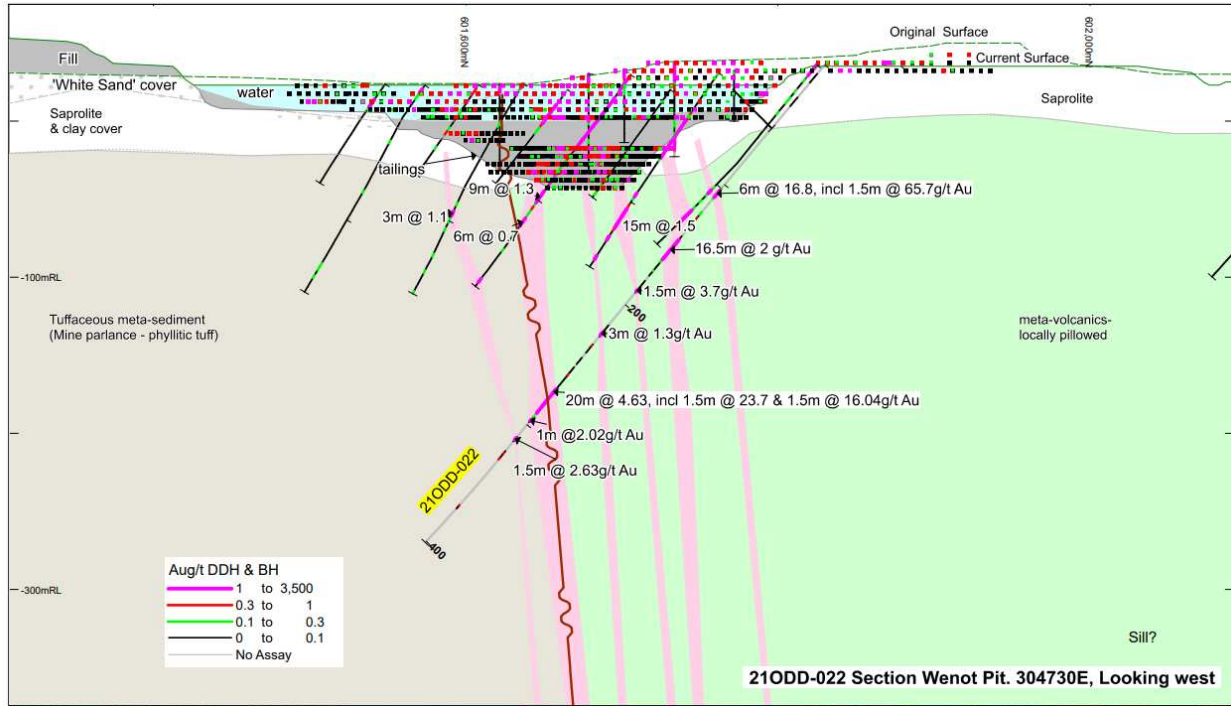 601,600mN
602,000mN
Original Surface
Current Surface
Fill
'White Sand' cover
water
Saprolite
& clay cover
Saprolite
tailings
9m @ 1.3
3m @ 1.1
6m @ 0.7
15m @ 1.5
6m @ 16.8, incl 1.5m @ 65.7g/t Au
16.5m @ 2 g/t Au
-100mRL
1.5m @ 3.7g/t Au
-200
3m @ 1.3g/t Au
Tuffaceous meta-sediment
(Mine parlance - phyllitic tuff)
meta-volcanics-
locally pillowed
20m @ 4.63, incl 1.5m @ 23.7 & 1.5m @ 16.04g/t Au
1m @2.02g/t Au
1.5m @ 2.63g/t Au
21ODD-022
-400
Aug/t DDH & BH
1 to 3,500
0.3 to 1
0.1 to 0.3
0 to 0.1
No Assay
-300mRL
Sill?
21ODD-022 Section Wenot Pit. 304730E, Looking west